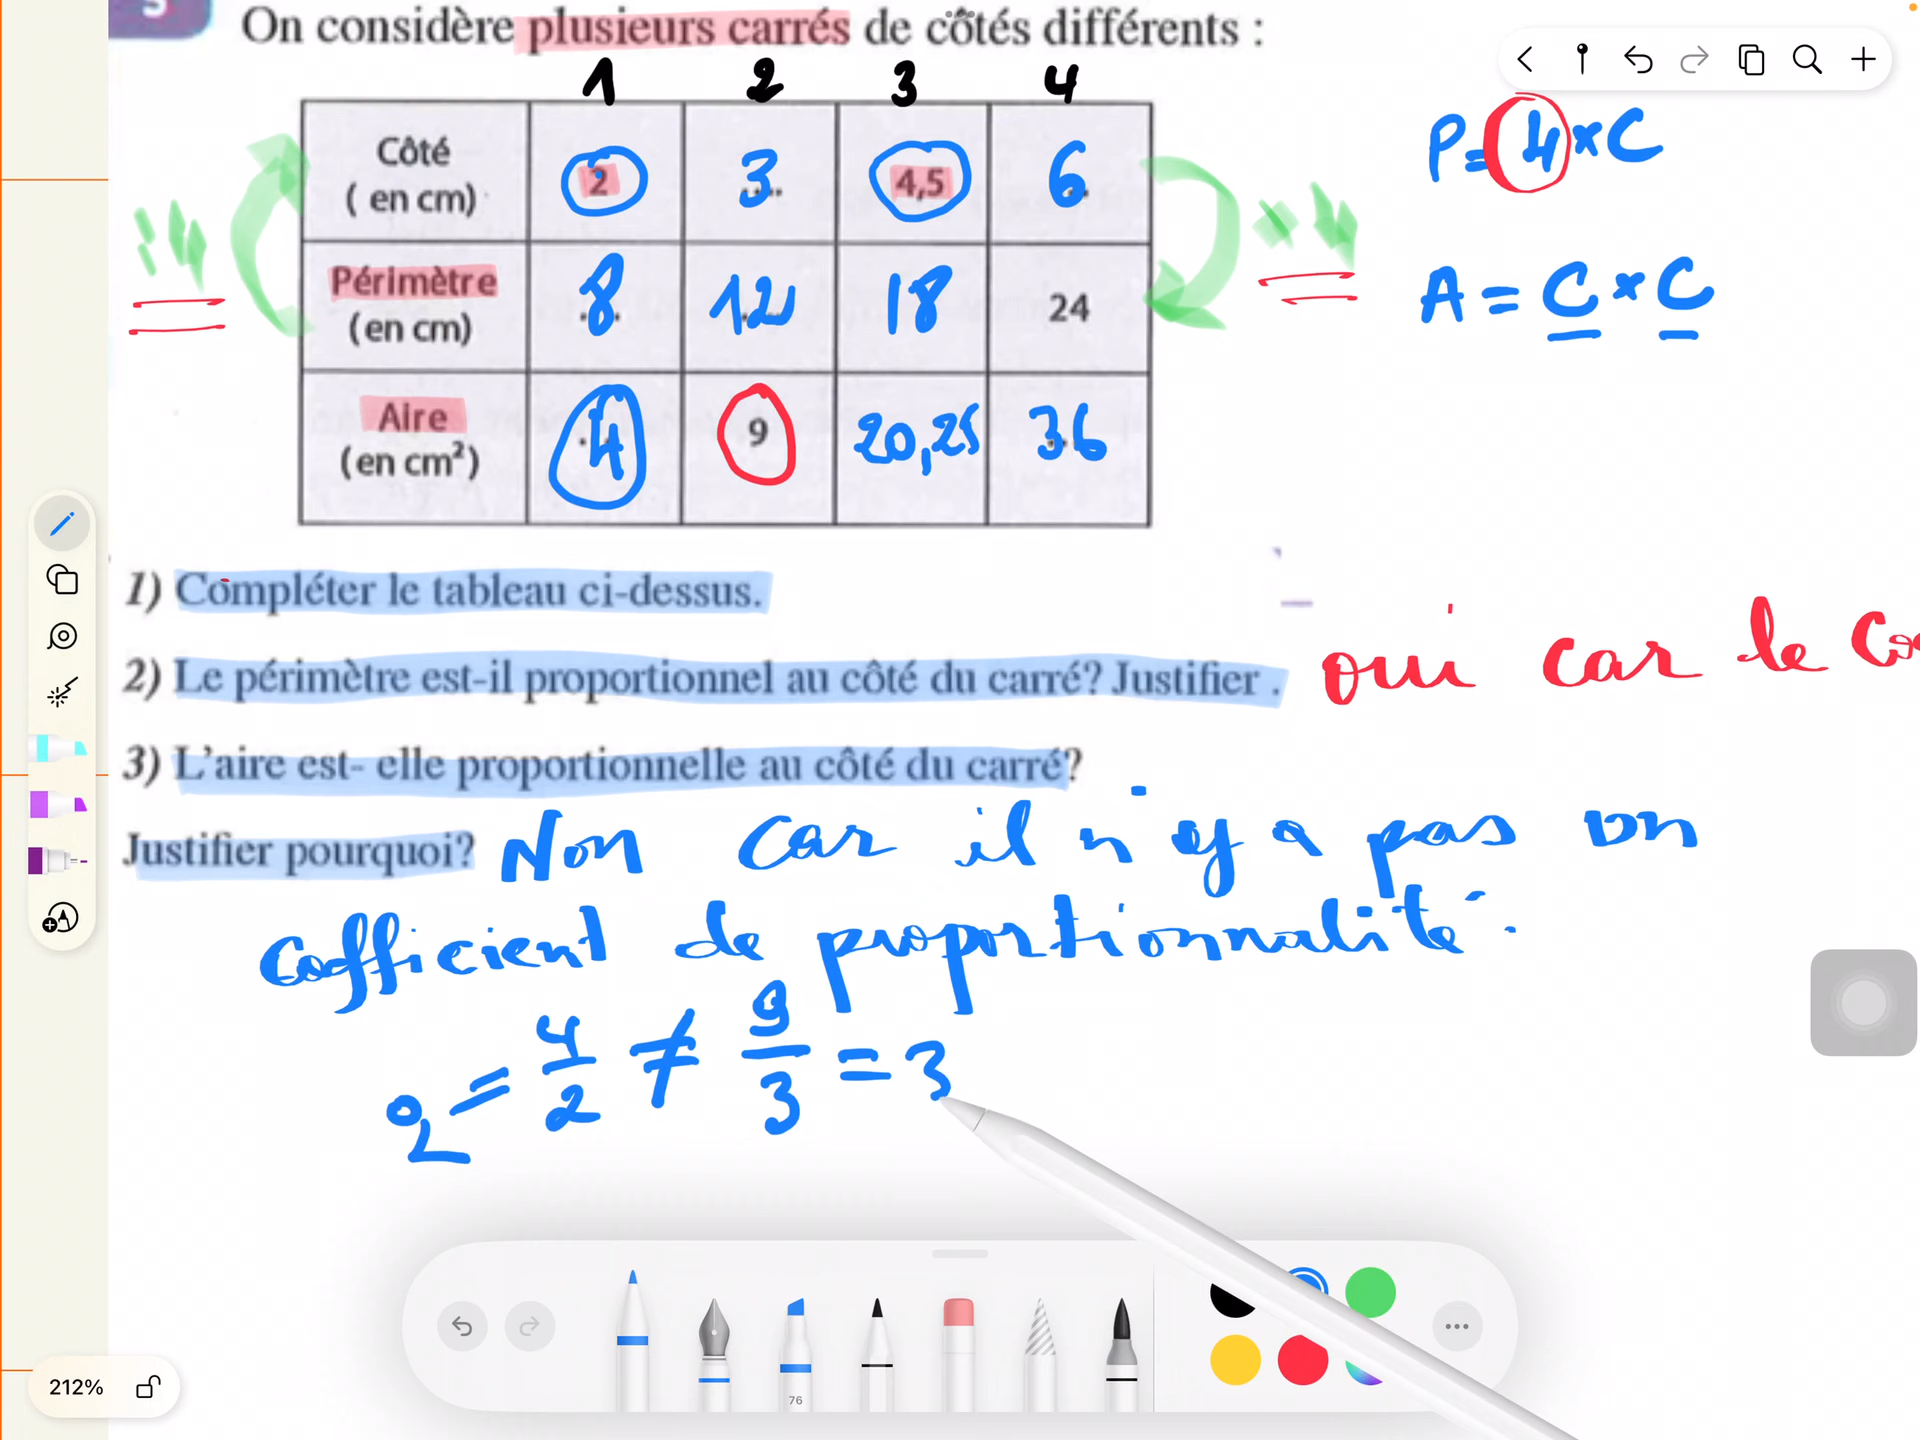 On considère plusieurs carrés de côtés différents :
1 2 3 4
Côté 2 3 4,5 6
( en cm)
Périmètre 8 12 18 24
(en cm)
Aire 4 9 20,25 36
(en cm²)
:4
×4
P = 4 × C
A = C × C
1) Compléter le tableau ci-dessus.
2) Le périmètre est-il proportionnel au côté du carré? Justifier . oui car le
3) L'aire est- elle proportionnelle au côté du carré?
Justifier pourquoi? Non car il n'y a pas un
cofficient de proportionnalité.
2 = 4/2 ≠ 9/3 = 3
76
212%